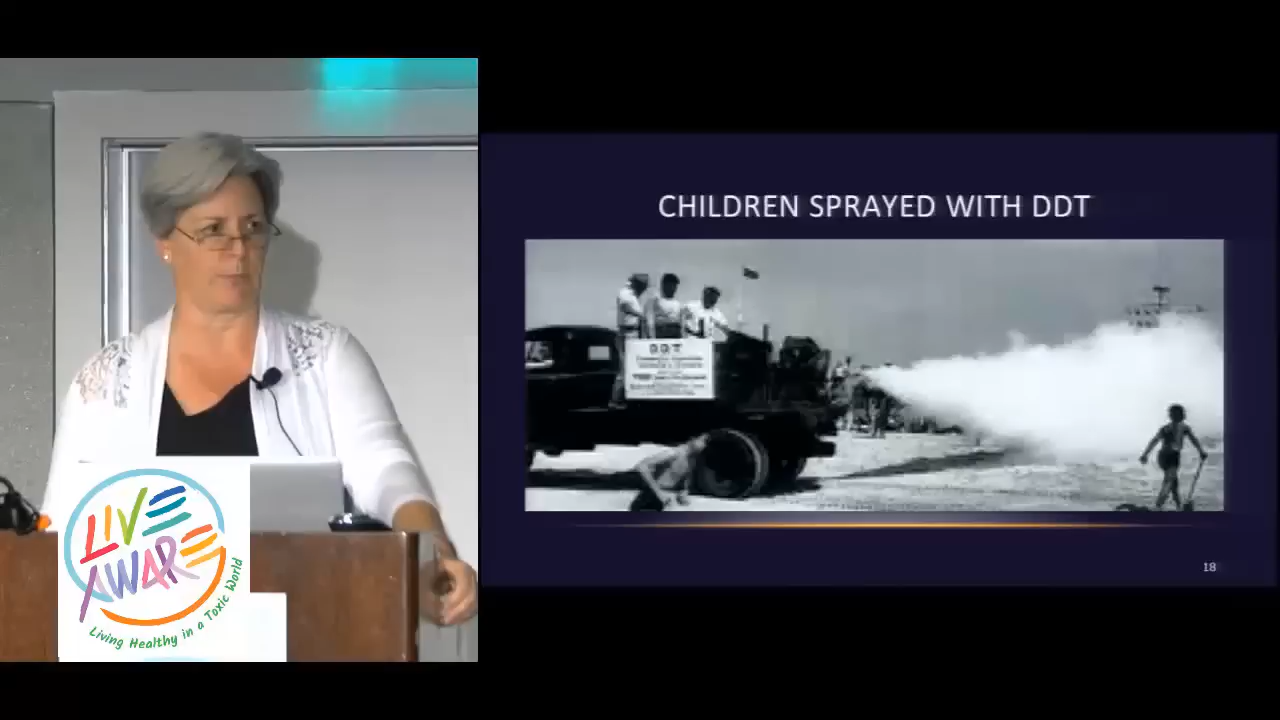 CHILDREN SPRAYED WITH DDT
DDT
18
LIVE
AWARE
Living Healthy in a Toxic World